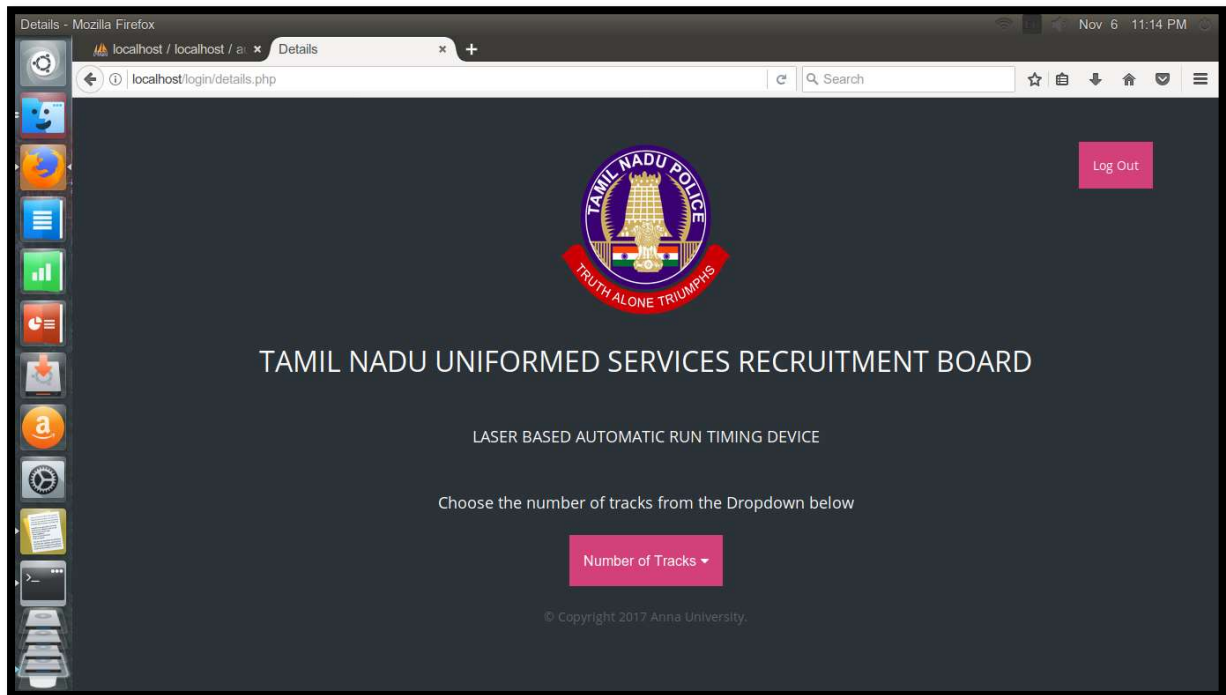 Details - Mozilla Firefox
Nov 6 11:14 PM
localhost / localhost / a
Details
localhost/login/details.php
Search
TAMIL NADU POLICE
TRUTH ALONE TRIUMPHS
Log Out
TAMIL NADU UNIFORMED SERVICES RECRUITMENT BOARD
LASER BASED AUTOMATIC RUN TIMING DEVICE
Choose the number of tracks from the Dropdown below
Number of Tracks
© Copyright 2017 Anna University.